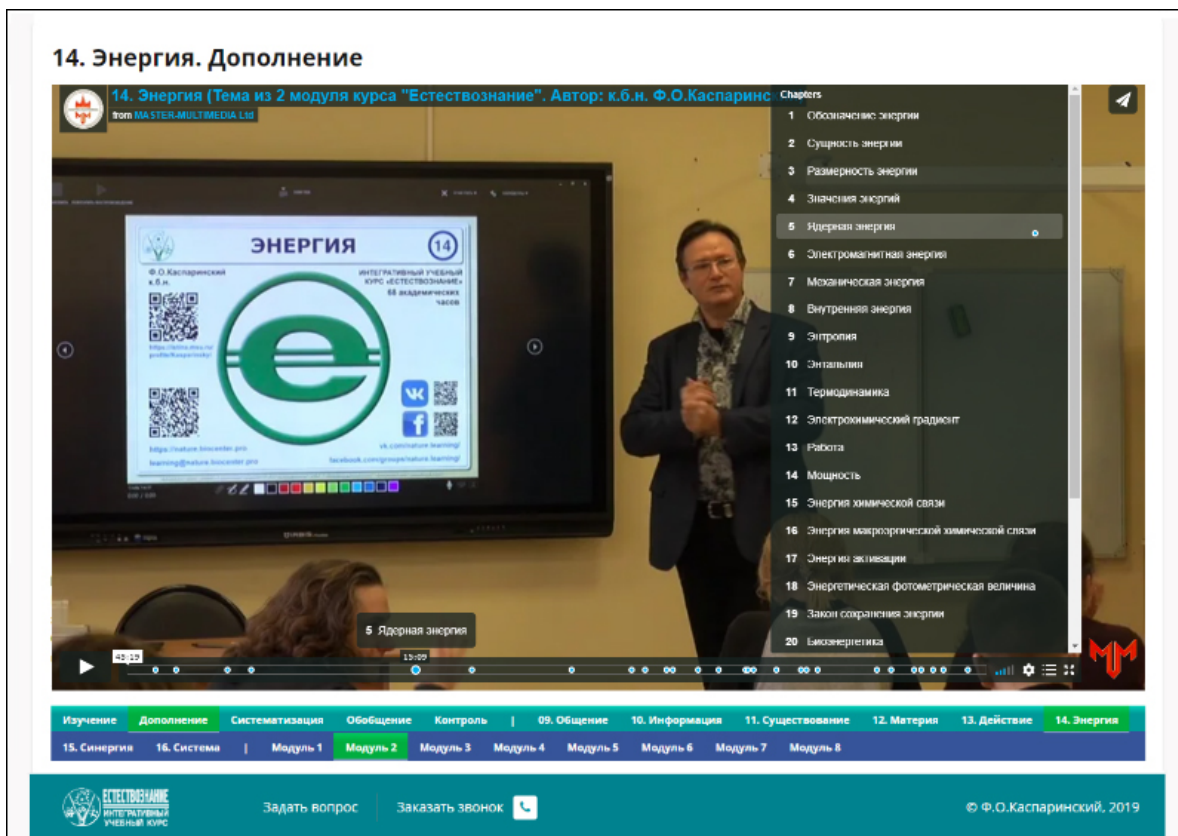 14. Энергия. Дополнение
14. Энергия (Тема из 2 модуля курса "Естествознание". Автор: к.б.н. Ф.О.Каспаринс
from MASTER-MULTIMEDIA Ltd
Chapters
1 Обозначение энергии
2 Сущность энергии
3 Размерность энергии
4 Значения энергий
5 Ядерная энергия
6 Электромагнитная энергия
7 Механическая энергия
8 Внутренняя энергия
9 Энтропия
10 Энтальпия
11 Термодинамика
12 Электрохимический градиент
13 Работа
14 Мощность
15 Энергия химической связи
16 Энергия макроэргической химической связи
17 Энергия активации
18 Энергетическая фотометрическая величина
19 Закон сохранения энергии
20 Биоэнергетика
ЭНЕРГИЯ
14
Ф.О.Каспаринский
к.б.н.
ИНТЕГРАТИВНЫЙ УЧЕБНЫЙ
КУРС «ЕСТЕСТВОЗНАНИЕ»
68 академических
часов
e
https://nature.biocenter.pro
learning@nature.biocenter.pro
vk.com/nature.learning/
facebook.com/groups/nature.learning/
5 Ядерная энергия
45:19
15:09
Изучение Дополнение Систематизация Обобщение Контроль | 09. Общение 10. Информация 11. Существование 12. Материя 13. Действие 14. Энергия
15. Синергия 16. Система | Модуль 1 Модуль 2 Модуль 3 Модуль 4 Модуль 5 Модуль 6 Модуль 7 Модуль 8
ЕСТЕСТВОЗНАНИЕ
ИНТЕГРАТИВНЫЙ
УЧЕБНЫЙ КУРС
Задать вопрос Заказать звонок
© Ф.О.Каспаринский, 2019